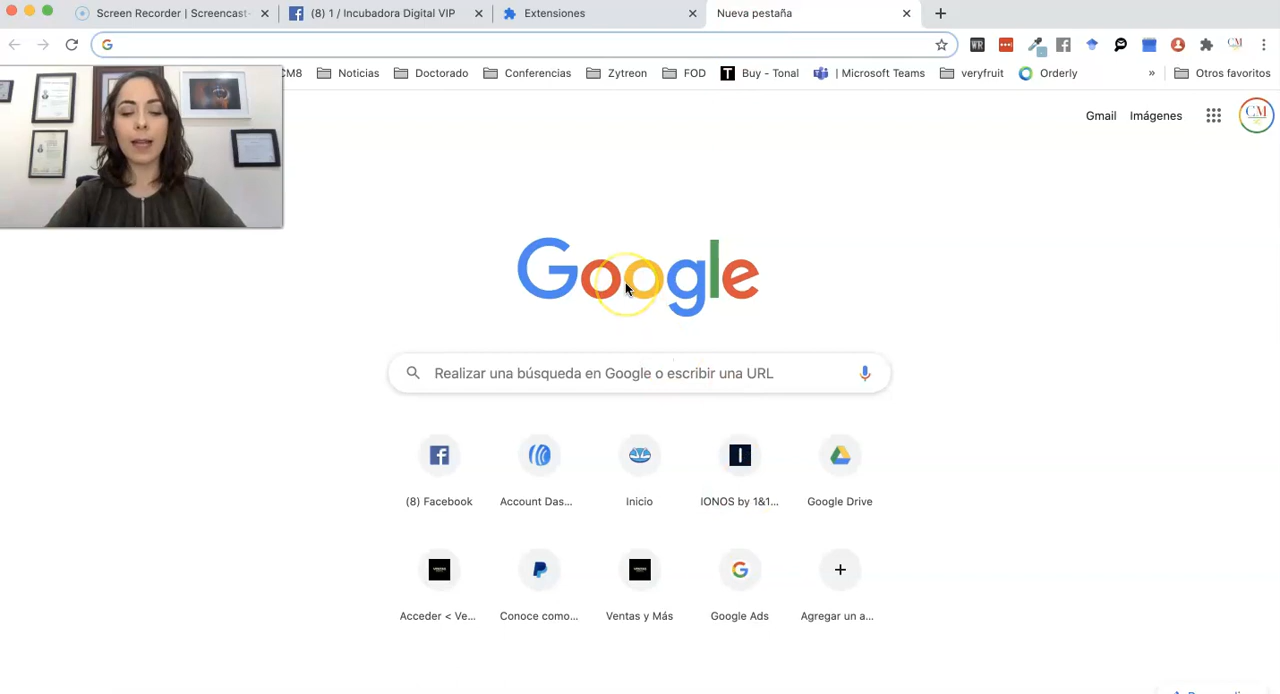 Screen Recorder | Screencast-
(8) 1 / Incubadora Digital VIP
Extensiones
Nueva pestaña
CM8
Noticias
Doctorado
Conferencias
Zytreon
FOD
Buy - Tonal
| Microsoft Teams
veryfruit
Orderly
»
Otros favoritos
Gmail
Imágenes
CM
Google
Realizar una búsqueda en Google o escribir una URL
(8) Facebook
Account Das...
Inicio
IONOS by 1&1...
Google Drive
Acceder < Ve...
Conoce como...
Ventas y Más
Google Ads
Agregar un a...